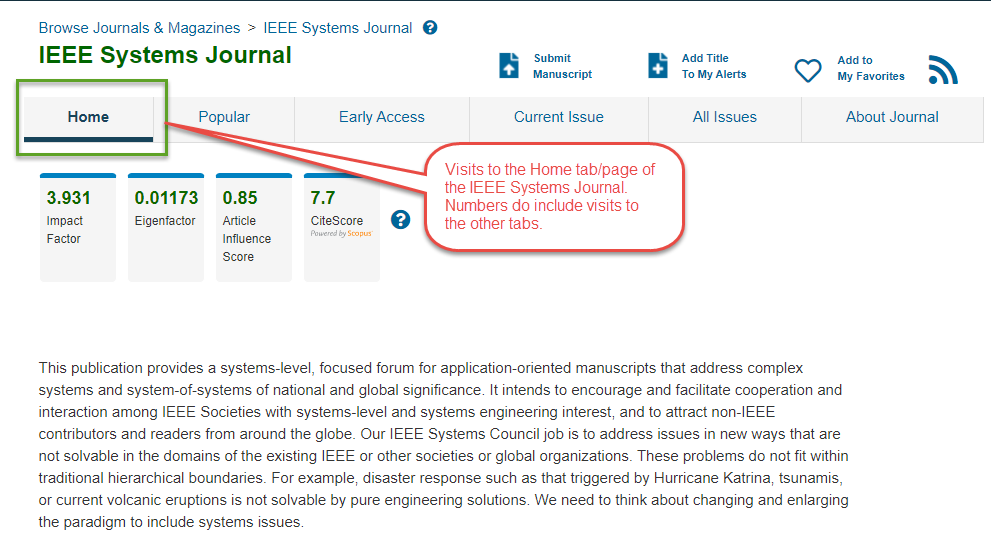 Browse Journals & Magazines > IEEE Systems Journal ?
IEEE Systems Journal
Submit
Manuscript
Add Title
To My Alerts
Add to
My Favorites
Home
Popular
Early Access
Current Issue
All Issues
About Journal
Visits to the Home tab/page of
the IEEE Systems Journal.
Numbers do include visits to
the other tabs.
3.931
Impact
Factor
0.01173
Eigenfactor
0.85
Article
Influence
Score
7.7
CiteScore
Powered by Scopus
?
This publication provides a systems-level, focused forum for application-oriented manuscripts that address complex
systems and system-of-systems of national and global significance. It intends to encourage and facilitate cooperation and
interaction among IEEE Societies with systems-level and systems engineering interest, and to attract non-IEEE
contributors and readers from around the globe. Our IEEE Systems Council job is to address issues in new ways that are
not solvable in the domains of the existing IEEE or other societies or global organizations. These problems do not fit within
traditional hierarchical boundaries. For example, disaster response such as that triggered by Hurricane Katrina, tsunamis,
or current volcanic eruptions is not solvable by pure engineering solutions. We need to think about changing and enlarging
the paradigm to include systems issues.